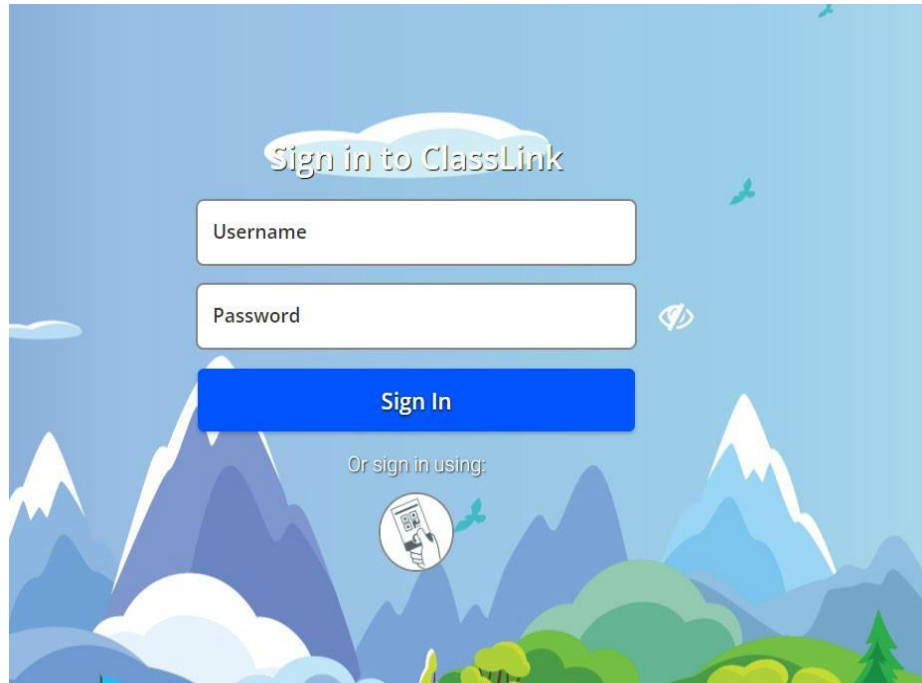 Sign in to ClassLink
Username
Password
Sign In
Or sign in using: